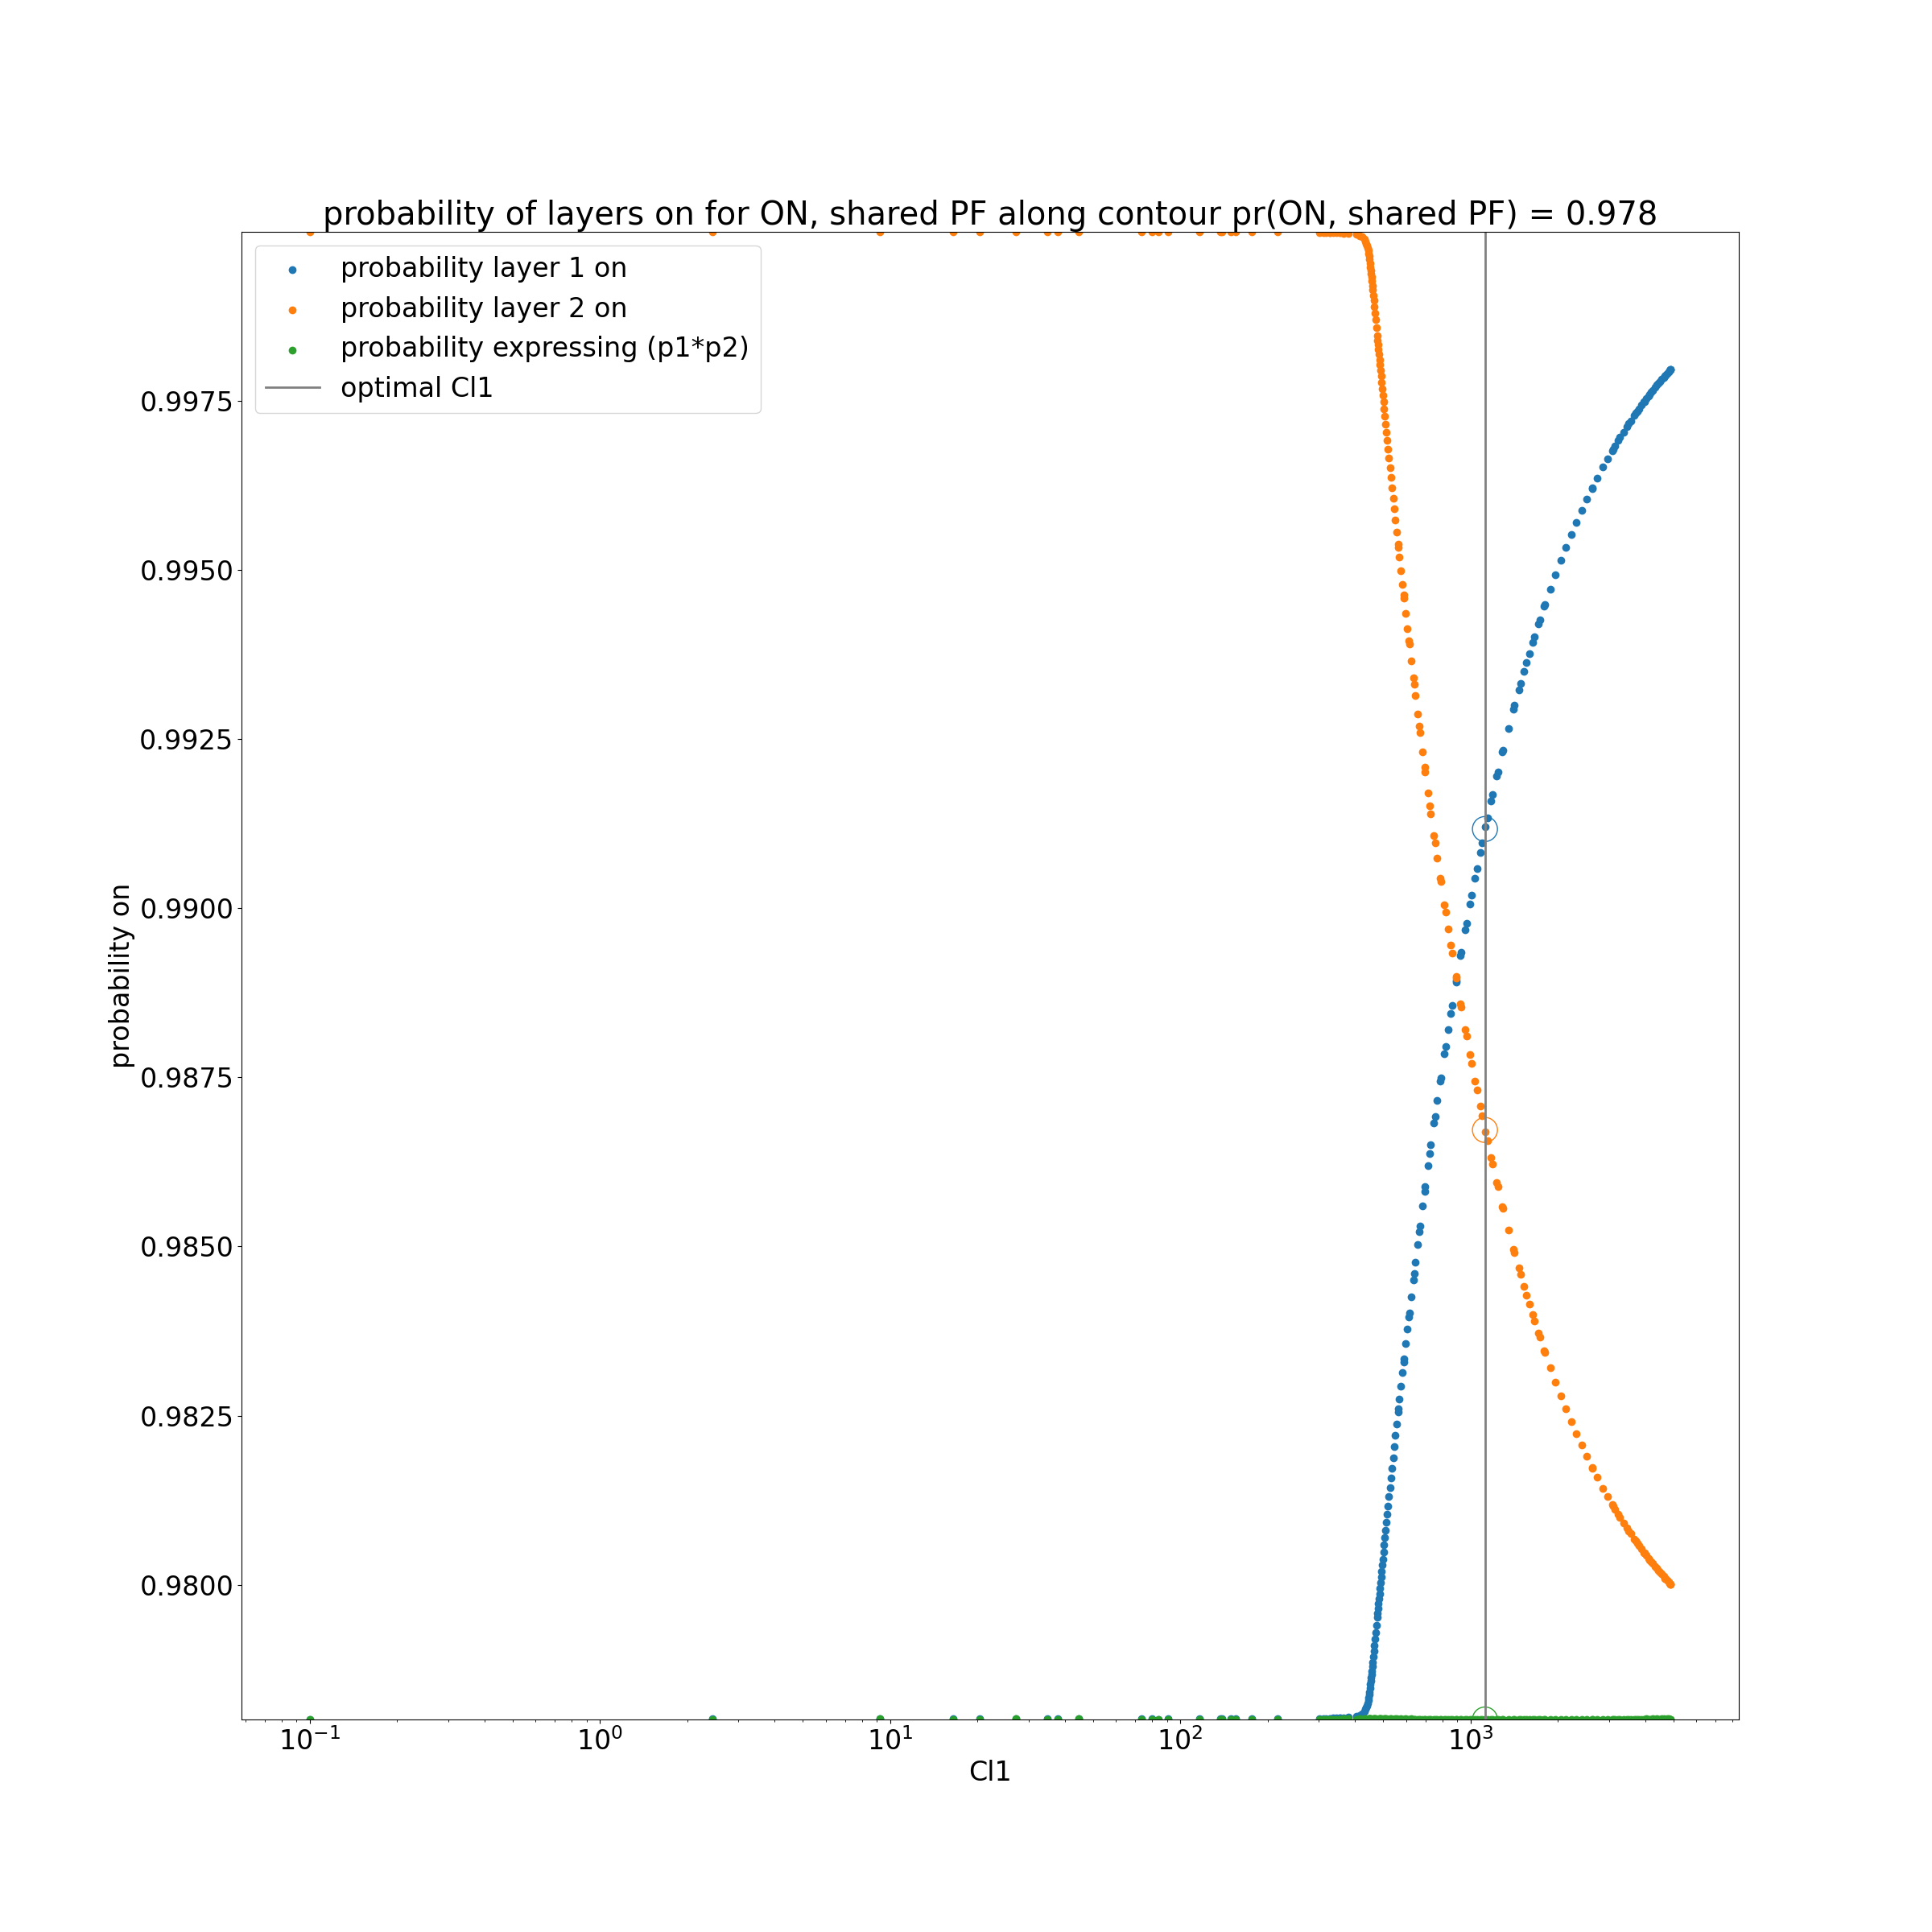 probability of layers on for ON, shared PF along contour pr(ON, shared PF) = 0.978
probability layer 1 on
probability layer 2 on
probability expressing (p1*p2)
optimal Cl1
0.9975
0.9950
0.9925
0.9900
0.9875
0.9850
0.9825
0.9800
probability on
10⁻¹
10⁰
10¹
10²
10³
Cl1